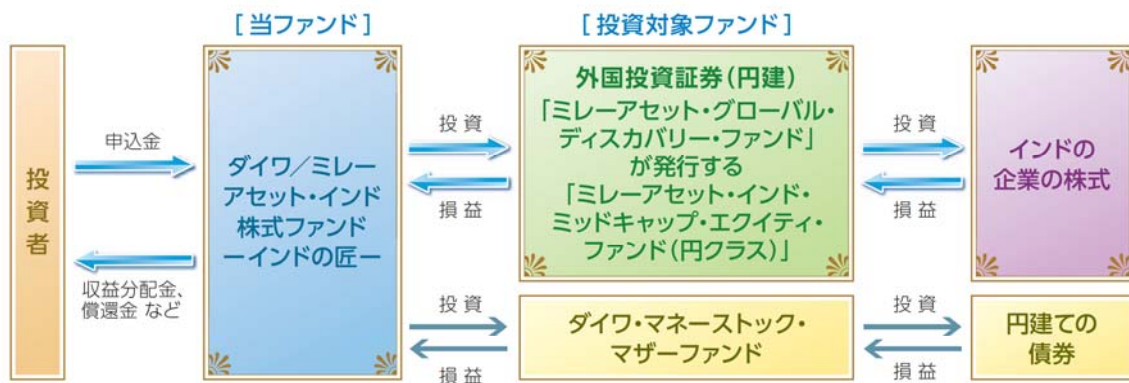 [当ファンド]
[投資対象ファンド]
投資者
申込金
収益分配金、
償還金 など
ダイワ／ミレー
アセット・インド
株式ファンド
－インドの匠－
投 資
損 益
外国投資証券(円建)
「ミレーアセット・グローバル・
ディスカバリー・ファンド」
が発行する
「ミレーアセット・インド・
ミッドキャップ・エクイティ・
ファンド(円クラス)」
投 資
損 益
インドの
企業の株式
投 資
損 益
ダイワ・マネーストック・
マザーファンド
投 資
損 益
円建ての
債券